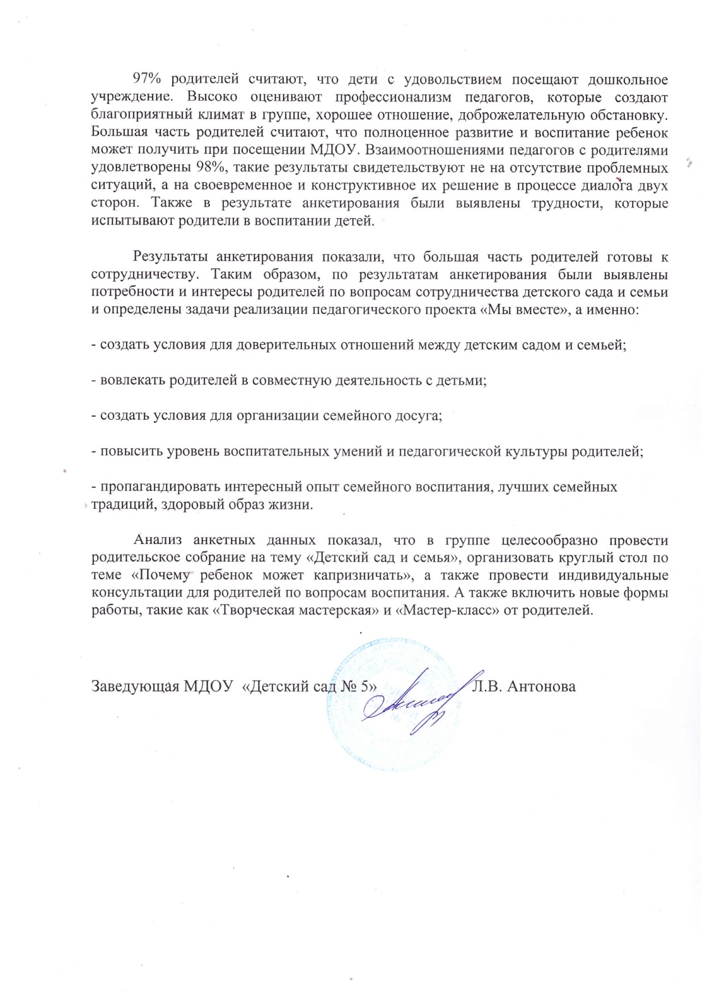 97% родителей считают, что дети с удовольствием посещают дошкольное
учреждение. Высоко оценивают профессионализм педагогов, которые создают
благоприятный климат в группе, хорошее отношение, доброжелательную обстановку.
Большая часть родителей считают, что полноценное развитие и воспитание ребенок
может получить при посещении МДОУ. Взаимоотношениями педагогов с родителями
удовлетворены 98%, такие результаты свидетельствуют не на отсутствие проблемных
ситуаций, а на своевременное и конструктивное их решение в процессе диалога двух
сторон. Также в результате анкетирования были выявлены трудности, которые
испытывают родители в воспитании детей.
Результаты анкетирования показали, что большая часть родителей готовы к
сотрудничеству. Таким образом, по результатам анкетирования были выявлены
потребности и интересы родителей по вопросам сотрудничества детского сада и семьи
и определены задачи реализации педагогического проекта «Мы вместе», а именно:
- создать условия для доверительных отношений между детским садом и семьей;
- вовлекать родителей в совместную деятельность с детьми;
- создать условия для организации семейного досуга;
- повысить уровень воспитательных умений и педагогической культуры родителей;
- пропагандировать интересный опыт семейного воспитания, лучших семейных
традиций, здоровый образ жизни.
Анализ анкетных данных показал, что в группе целесообразно провести
родительское собрание на тему «Детский сад и семья», организовать круглый стол по
теме «Почему ребенок может капризничать», а также провести индивидуальные
консультации для родителей по вопросам воспитания. А также включить новые формы
работы, такие как «Творческая мастерская» и «Мастер-класс» от родителей.
Заведующая МДОУ «Детский сад № 5» Л.В. Антонова